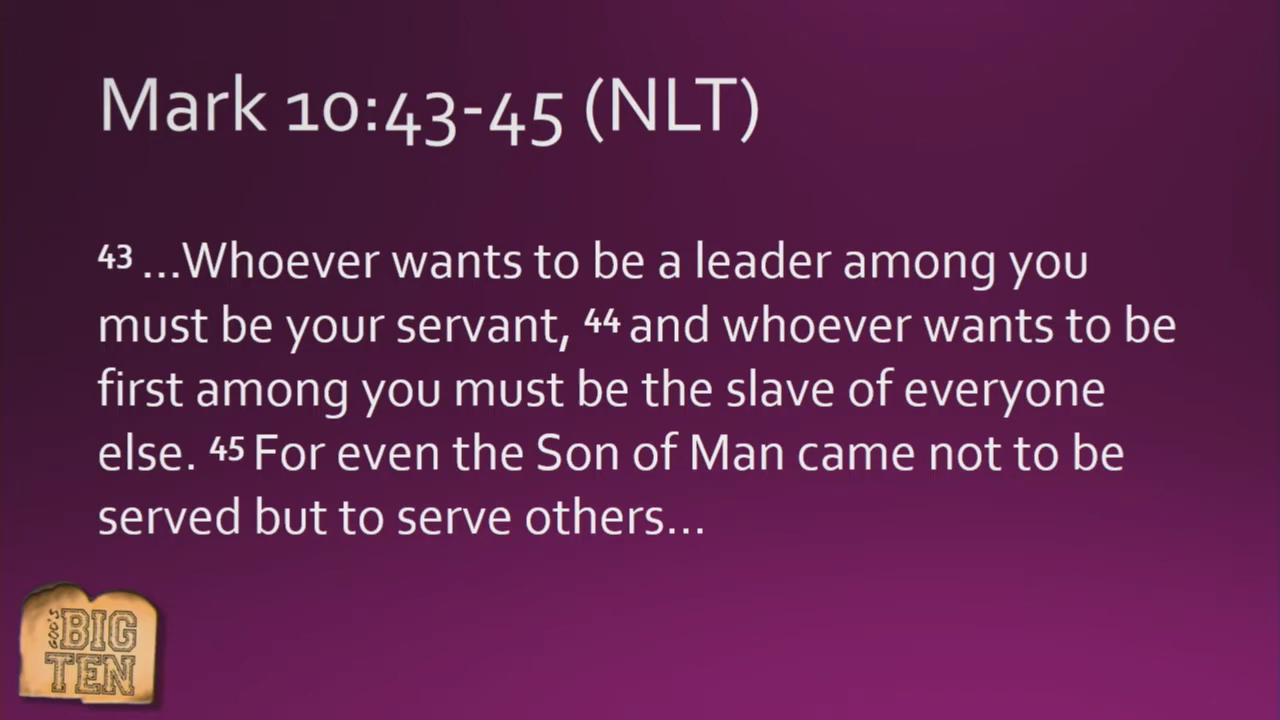 Mark 10:43-45 (NLT)
43 ...Whoever wants to be a leader among you
must be your servant, 44 and whoever wants to be
first among you must be the slave of everyone
else. 45 For even the Son of Man came not to be
served but to serve others...
GOD'S
BIG
TEN